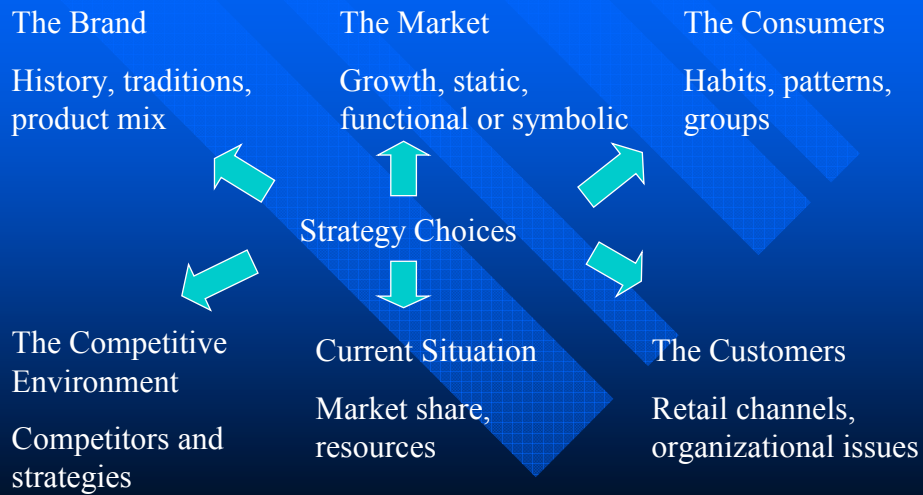 The Brand
History, traditions,
product mix
The Market
Growth, static,
functional or symbolic
The Consumers
Habits, patterns,
groups
Strategy Choices
The Competitive
Environment
Competitors and
strategies
Current Situation
Market share,
resources
The Customers
Retail channels,
organizational issues